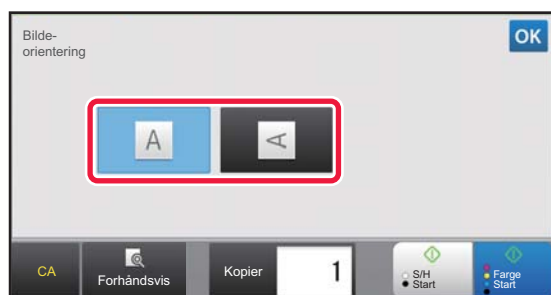 Bilde-
orientering
OK
A
A
CA
Forhåndsvis
Kopier
1
S/H
Start
Farge
Start